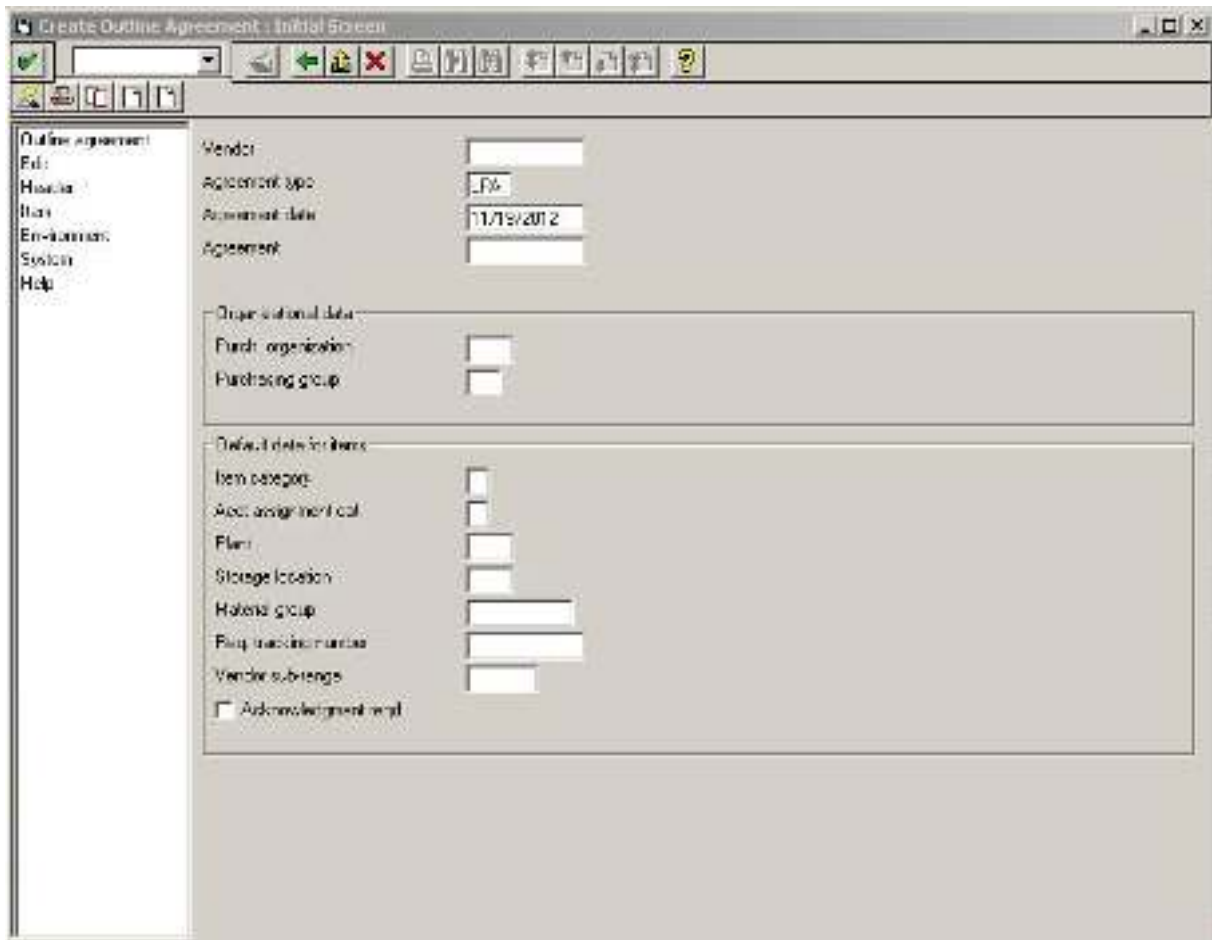 Create Outline Agreement : Initial Screen
Outline agreement
Edit
Header
Item
Environment
System
Help
Vendor
Agreement type LPA
Agreement date 11/19/2012
Agreement
Organizational data
Purch. organization
Purchasing group
Default data for items
Item category
Acct assignment cat.
Plant
Storage location
Material group
Req. tracking number
Vendor sub-range
Acknowledgment reqd